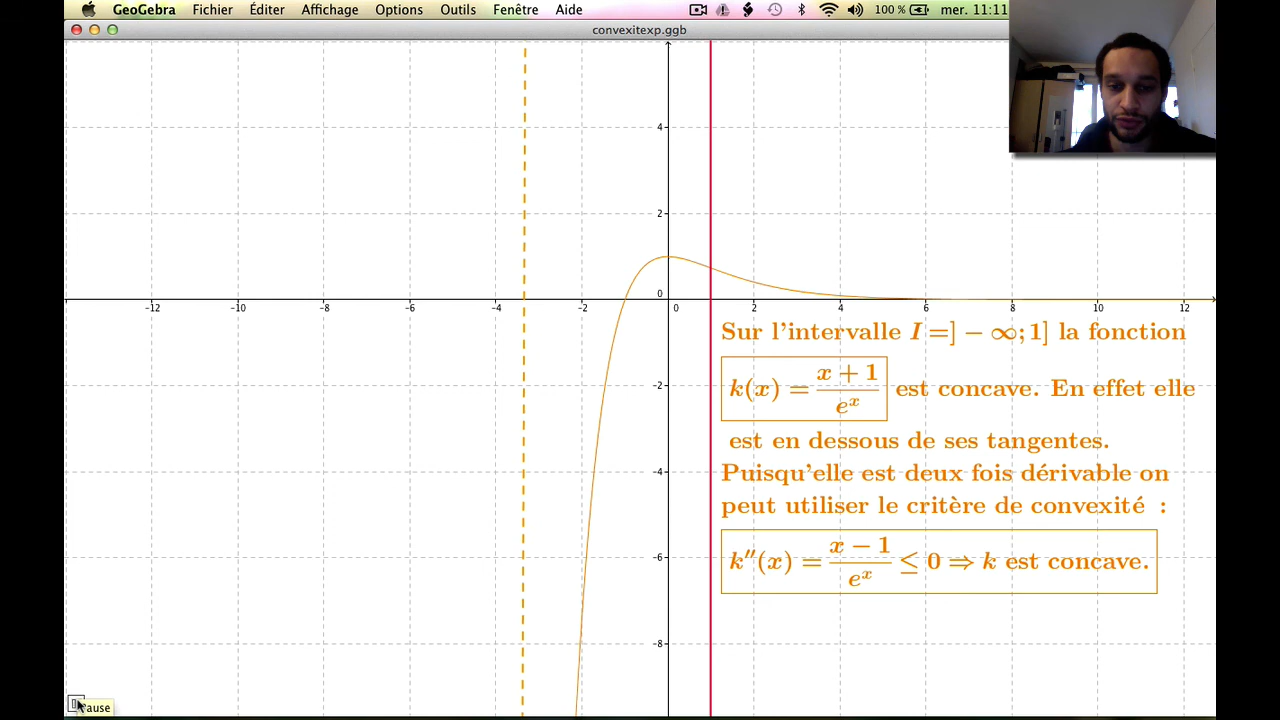 GeoGebra Fichier Éditer Affichage Options Outils Fenêtre Aide 100 % mer. 11:11
convexitexp.ggb
4
2
0
-12 -10 -8 -6 -4 -2 0 2 4 6 8 10 12
Sur l'intervalle I =] − ∞; 1] la fonction
k(x) = \frac{x + 1}{e^x} est concave. En effet elle
-2
est en dessous de ses tangentes.
Puisqu'elle est deux fois dérivable on
-4
peut utiliser le critère de convexité :
k''(x) = \frac{x − 1}{e^x} ≤ 0 ⇒ k est concave.
-6
-8
ause